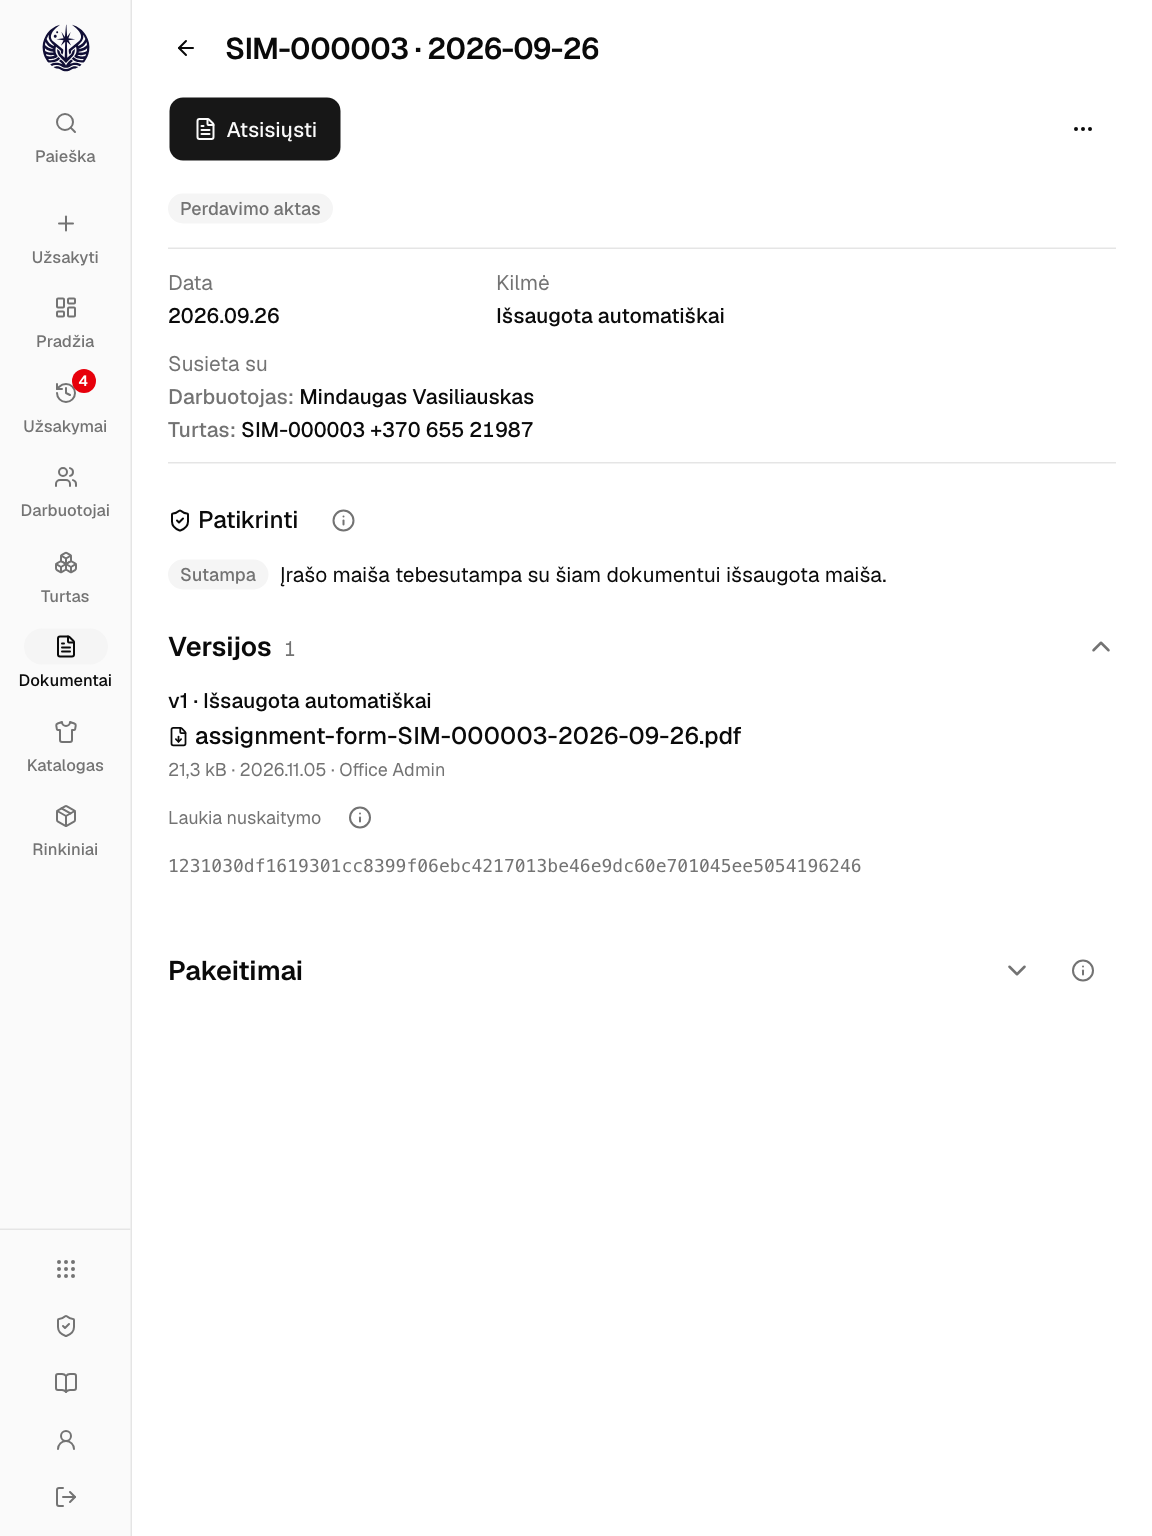 SIM-000003 · 2026-09-26
Atsisiųsti
Perdavimo aktas
Data
2026.09.26
Kilmė
Išsaugota automatiškai
Susieta su
Darbuotojas: Mindaugas Vasiliauskas
Turtas: SIM-000003 +370 655 21987
Patikrinti
Sutampa
Įrašo maiša tebesutampa su šiam dokumentui išsaugota maiša.
Versijos 1
v1 · Išsaugota automatiškai
assignment-form-SIM-000003-2026-09-26.pdf
21,3 kB · 2026.11.05 · Office Admin
Laukia nuskaitymo
1231030df1619301cc8399f06ebc4217013be46e9dc60e701045ee5054196246
Pakeitimai
Paieška
Užsakyti
Pradžia
4
Užsakymai
Darbuotojai
Turtas
Dokumentai
Katalogas
Rinkiniai